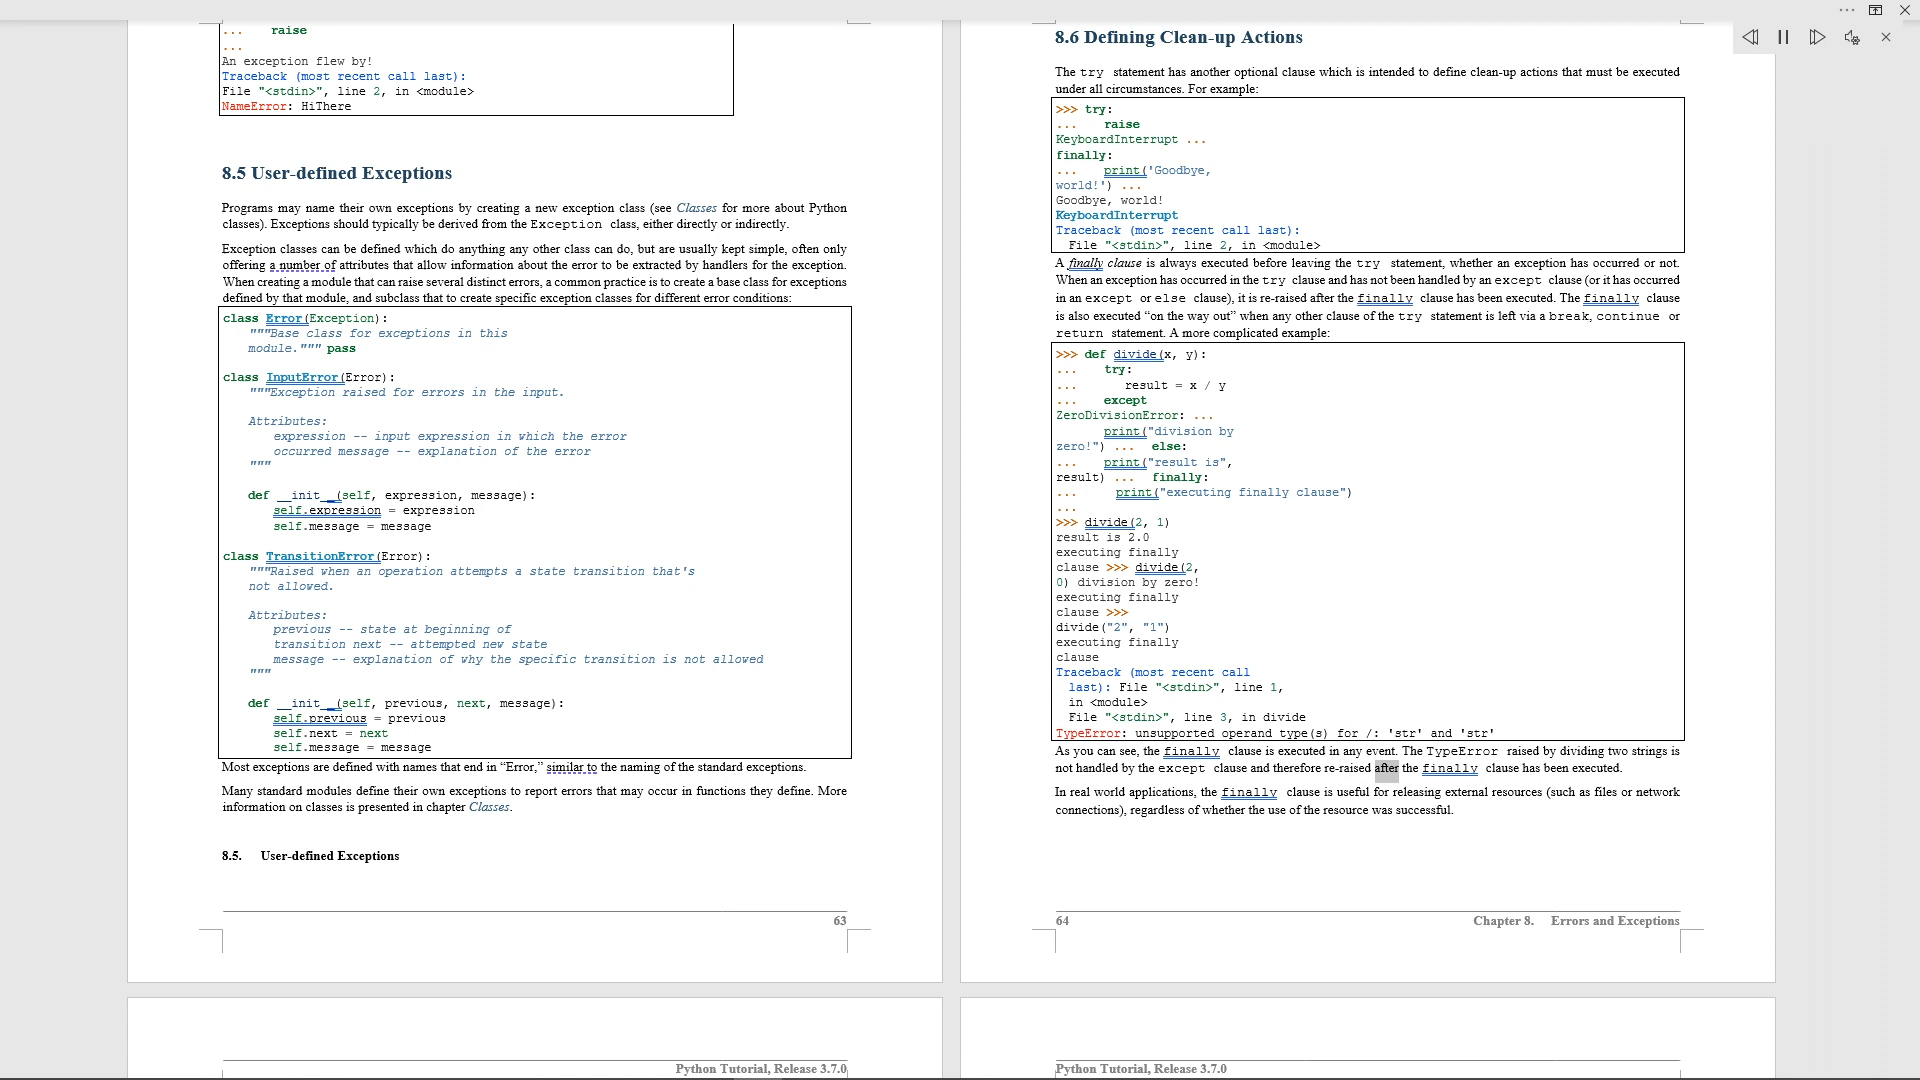 ...    raise
...
An exception flew by!
Traceback (most recent call last):
File "<stdin>", line 2, in <module>
NameError: HiThere
8.5 User-defined Exceptions
Programs may name their own exceptions by creating a new exception class (see Classes for more about Python
classes). Exceptions should typically be derived from the Exception class, either directly or indirectly.
Exception classes can be defined which do anything any other class can do, but are usually kept simple, often only
offering a number of attributes that allow information about the error to be extracted by handlers for the exception.
When creating a module that can raise several distinct errors, a common practice is to create a base class for exceptions
defined by that module, and subclass that to create specific exception classes for different error conditions:
class Error(Exception):
"""Base class for exceptions in this
module.""" pass
class InputError(Error):
"""Exception raised for errors in the input.
Attributes:
expression -- input expression in which the error
occurred message -- explanation of the error
"""
def __init__(self, expression, message):
self.expression = expression
self.message = message
class TransitionError(Error):
"""Raised when an operation attempts a state transition that's
not allowed.
Attributes:
previous -- state at beginning of
transition next -- attempted new state
message -- explanation of why the specific transition is not allowed
"""
def __init__(self, previous, next, message):
self.previous = previous
self.next = next
self.message = message
Most exceptions are defined with names that end in “Error,” similar to the naming of the standard exceptions.
Many standard modules define their own exceptions to report errors that may occur in functions they define. More
information on classes is presented in chapter Classes.
8.5. User-defined Exceptions
63
8.6 Defining Clean-up Actions
The try statement has another optional clause which is intended to define clean-up actions that must be executed
under all circumstances. For example:
>>> try:
...    raise
KeyboardInterrupt ...
finally:
...    print('Goodbye,
world!') ...
Goodbye, world!
KeyboardInterrupt
Traceback (most recent call last):
File "<stdin>", line 2, in <module>
A finally clause is always executed before leaving the try statement, whether an exception has occurred or not.
When an exception has occurred in the try clause and has not been handled by an except clause (or it has occurred
in an except or else clause), it is re-raised after the finally clause has been executed. The finally clause
is also executed “on the way out” when any other clause of the try statement is left via a break, continue or
return statement. A more complicated example:
>>> def divide(x, y):
...    try:
...    result = x / y
...    except
ZeroDivisionError: ...
print("division by
zero!") ... else:
...    print("result is",
result) ... finally:
...    print("executing finally clause")
...
>>> divide(2, 1)
result is 2.0
executing finally
clause >>> divide(2,
0) division by zero!
executing finally
clause >>>
divide("2", "1")
executing finally
clause
Traceback (most recent call
last): File "<stdin>", line 1,
in <module>
File "<stdin>", line 3, in divide
TypeError: unsupported operand type(s) for /: 'str' and 'str'
As you can see, the finally clause is executed in any event. The TypeError raised by dividing two strings is
not handled by the except clause and therefore re-raised after the finally clause has been executed.
In real world applications, the finally clause is useful for releasing external resources (such as files or network
connections), regardless of whether the use of the resource was successful.
64 Chapter 8. Errors and Exceptions
Python Tutorial, Release 3.7.0
Python Tutorial, Release 3.7.0